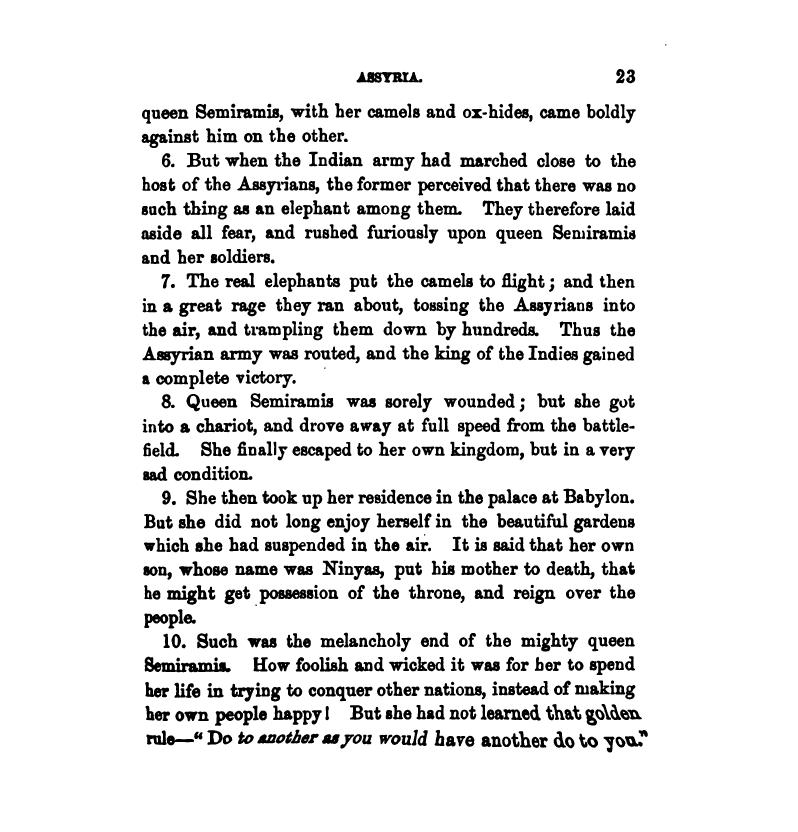 ASSYRIA. 23
queen Semiramis, with her camels and ox-hides, came boldly
against him on the other.
6. But when the Indian army had marched close to the
host of the Assyrians, the former perceived that there was no
such thing as an elephant among them. They therefore laid
aside all fear, and rushed furiously upon queen Semiramis
and her soldiers.
7. The real elephants put the camels to flight; and then
in a great rage they ran about, tossing the Assyrians into
the air, and trampling them down by hundreds. Thus the
Assyrian army was routed, and the king of the Indies gained
a complete victory.
8. Queen Semiramis was sorely wounded; but she got
into a chariot, and drove away at full speed from the battle-
field. She finally escaped to her own kingdom, but in a very
sad condition.
9. She then took up her residence in the palace at Babylon.
But she did not long enjoy herself in the beautiful gardens
which she had suspended in the air. It is said that her own
son, whose name was Ninyas, put his mother to death, that
he might get possession of the throne, and reign over the
people.
10. Such was the melancholy end of the mighty queen
Semiramis. How foolish and wicked it was for her to spend
her life in trying to conquer other nations, instead of making
her own people happy! But she had not learned that golden
rule—“ Do to another as you would have another do to you.”